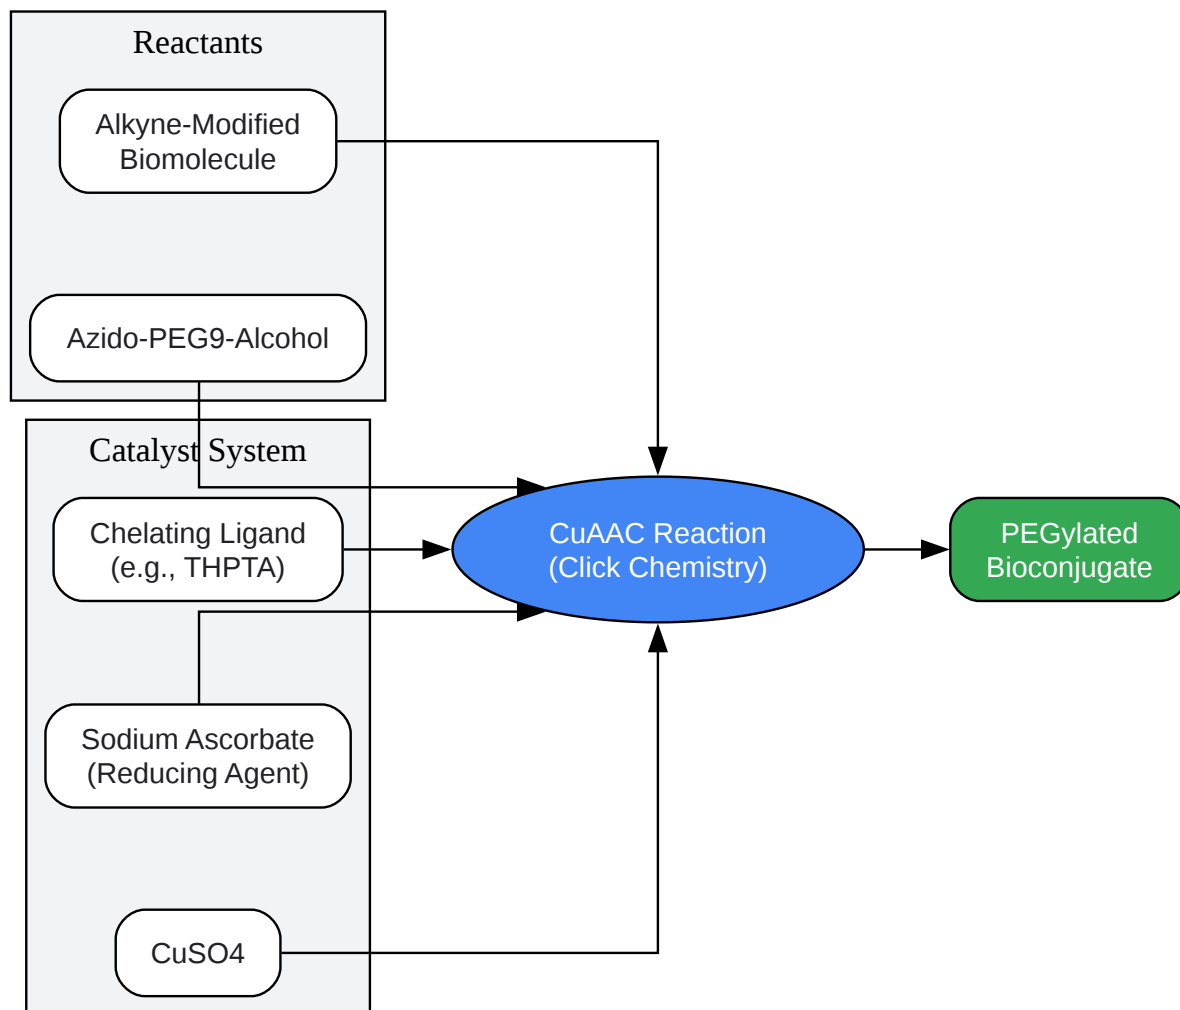 Reactants
Alkyne-Modified
Biomolecule
Azido-PEG9-Alcohol
Catalyst System
Chelating Ligand
(e.g., THPTA)
Sodium Ascorbate
(Reducing Agent)
CuSO4
CuAAC Reaction
(Click Chemistry)
PEGylated
Bioconjugate